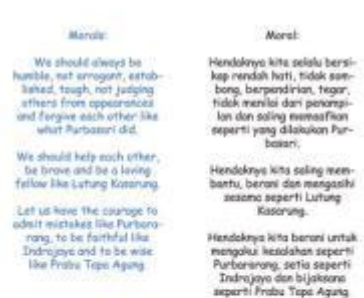 Morals:
We should always be
humble, not arrogant, estab-
lished, tough, not judging
others from appearances
and forgive each other like
what Purbasari did.
We should help each other,
be brave and be a loving
fellow like Lutung Kasarung.
Let us have the courage to
admit mistakes like Purbara-
rang, to be faithful like
Indrajaya and to be wise
like Prabu Tapa Agung.
Moral:
Hendaknya kita selalu bersi-
kap rendah hati, tidak som-
bong, berpendirian, tegar,
tidak menilai dari penampi-
lan dan saling memaafkan
seperti yang dilakukan Pur-
basari.
Hendaknya kita saling mem-
bantu, berani dan mengasihi
sesama seperti Lutung
Kasarung.
Hendaknya kita berani untuk
mengakui kesalahan seperti
Purbararang, setia seperti
Indrajaya dan bijaksana
seperti Prabu Tapa Agung